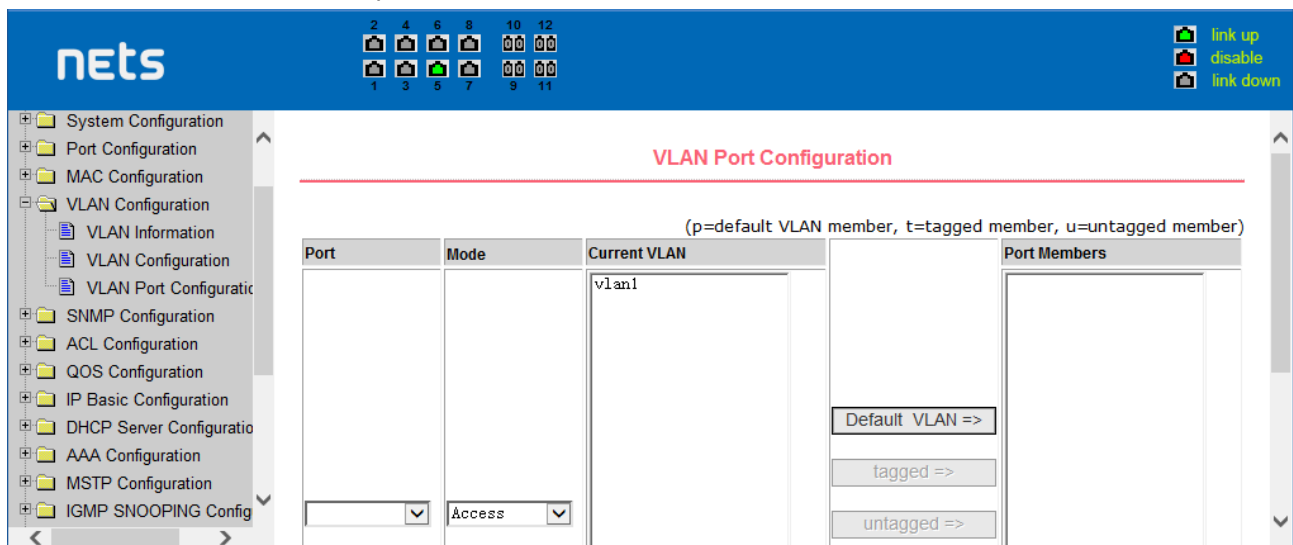 2 4 6 8 10 12
nets
1 3 5 7 9 11
link up
disable
link down
System Configuration
Port Configuration
MAC Configuration
VLAN Configuration
VLAN Information
VLAN Configuration
VLAN Port Configuratic
SNMP Configuration
ACL Configuration
QOS Configuration
IP Basic Configuration
DHCP Server Configuratio
AAA Configuration
MSTP Configuration
IGMP SNOOPING Config
VLAN Port Configuration
(p=default VLAN member, t=tagged member, u=untagged member)
Port Mode Current VLAN Port Members
vlan1
Default VLAN =>
tagged =>
Access
untagged =>